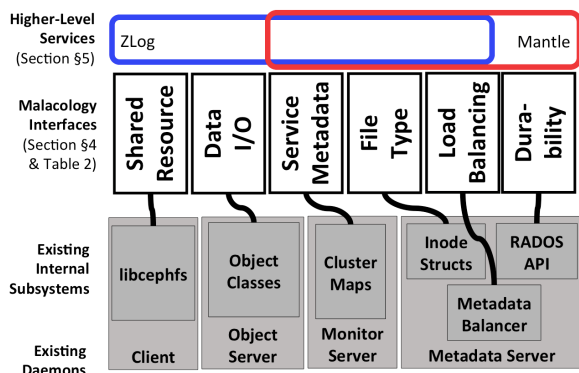 Higher-Level
Services
(Section §5)
ZLog
Mantle
Malacology
Interfaces
(Section §4
& Table 2)
Shared
Resource
Data
I/O
Service
Metadata
File
Type
Load
Balancing
Dura-
bility
Existing
Internal
Subsystems
libcephfs
Object
Classes
Cluster
Maps
Inode
Structs
RADOS
API
Metadata
Balancer
Existing
Daemons
Client
Object
Server
Monitor
Server
Metadata Server